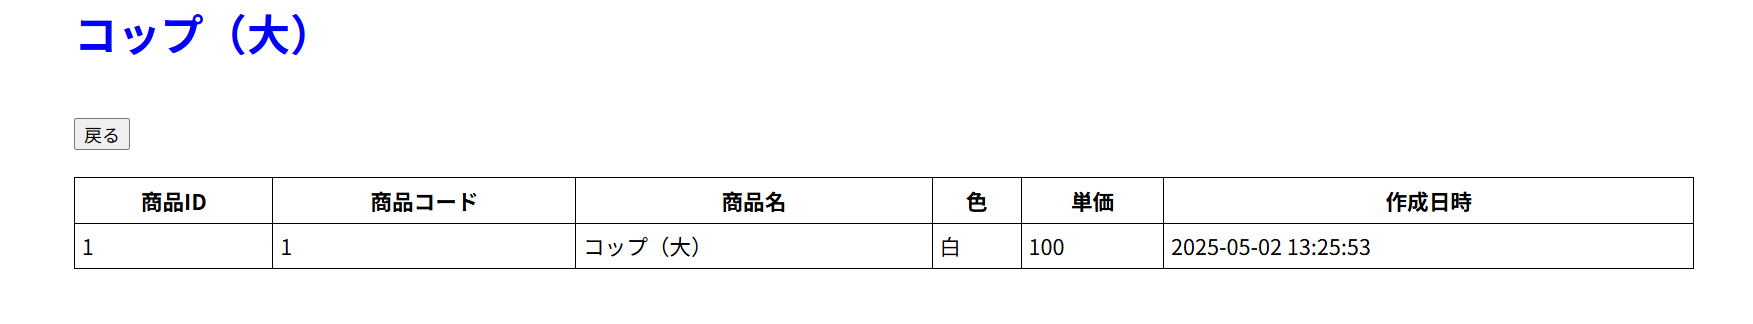 コップ（大）
戻る
商品ID 商品コード 商品名 色 単価 作成日時
1 1 コップ（大） 白 100 2025-05-02 13:25:53